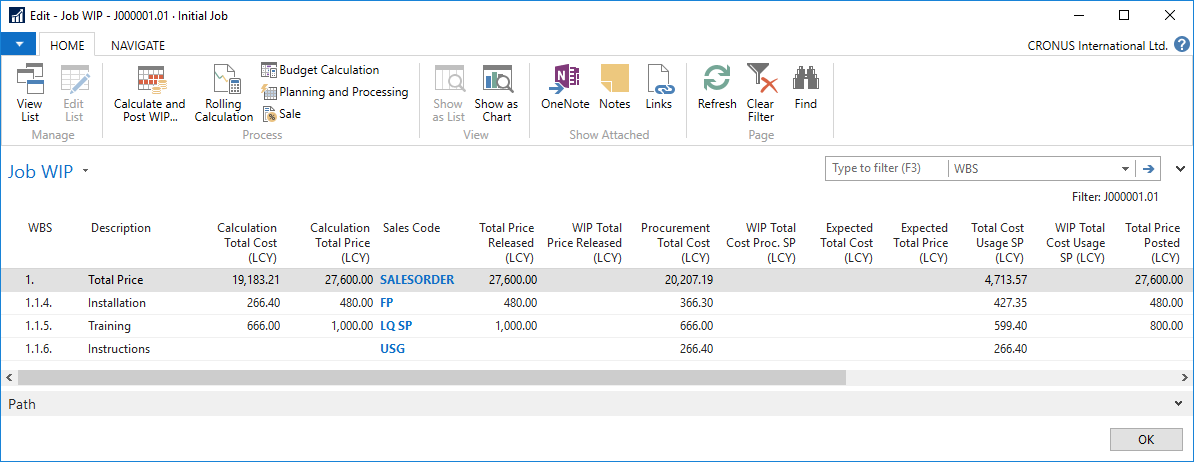 Edit - Job WIP - J000001.01 · Initial Job
HOME NAVIGATE CRONUS International Ltd. ?
View List
Edit List
Manage
Calculate and Post WIP...
Rolling Calculation
Budget Calculation
Planning and Processing
Sale
Process
Show as List
Show as Chart
View
OneNote
Notes
Links
Show Attached
Refresh
Clear Filter
Find
Page
Job WIP
Type to filter (F3) WBS
Filter: J000001.01
WBS Description Calculation Total Cost (LCY) Calculation Total Price (LCY) Sales Code Total Price Released (LCY) WIP Total Price Released (LCY) Procurement Total Cost (LCY) WIP Total Cost Proc. SP (LCY) Expected Total Cost (LCY) Expected Total Price (LCY) Total Cost Usage SP (LCY) WIP Total Cost Usage SP (LCY) Total Price Posted (LCY)
1. Total Price 19,183.21 27,600.00 SALESORDER 27,600.00 20,207.19 4,713.57 27,600.00
1.1.4. Installation 266.40 480.00 FP 480.00 366.30 427.35 480.00
1.1.5. Training 666.00 1,000.00 LQ SP 1,000.00 666.00 599.40 800.00
1.1.6. Instructions USG 266.40 266.40
Path
OK